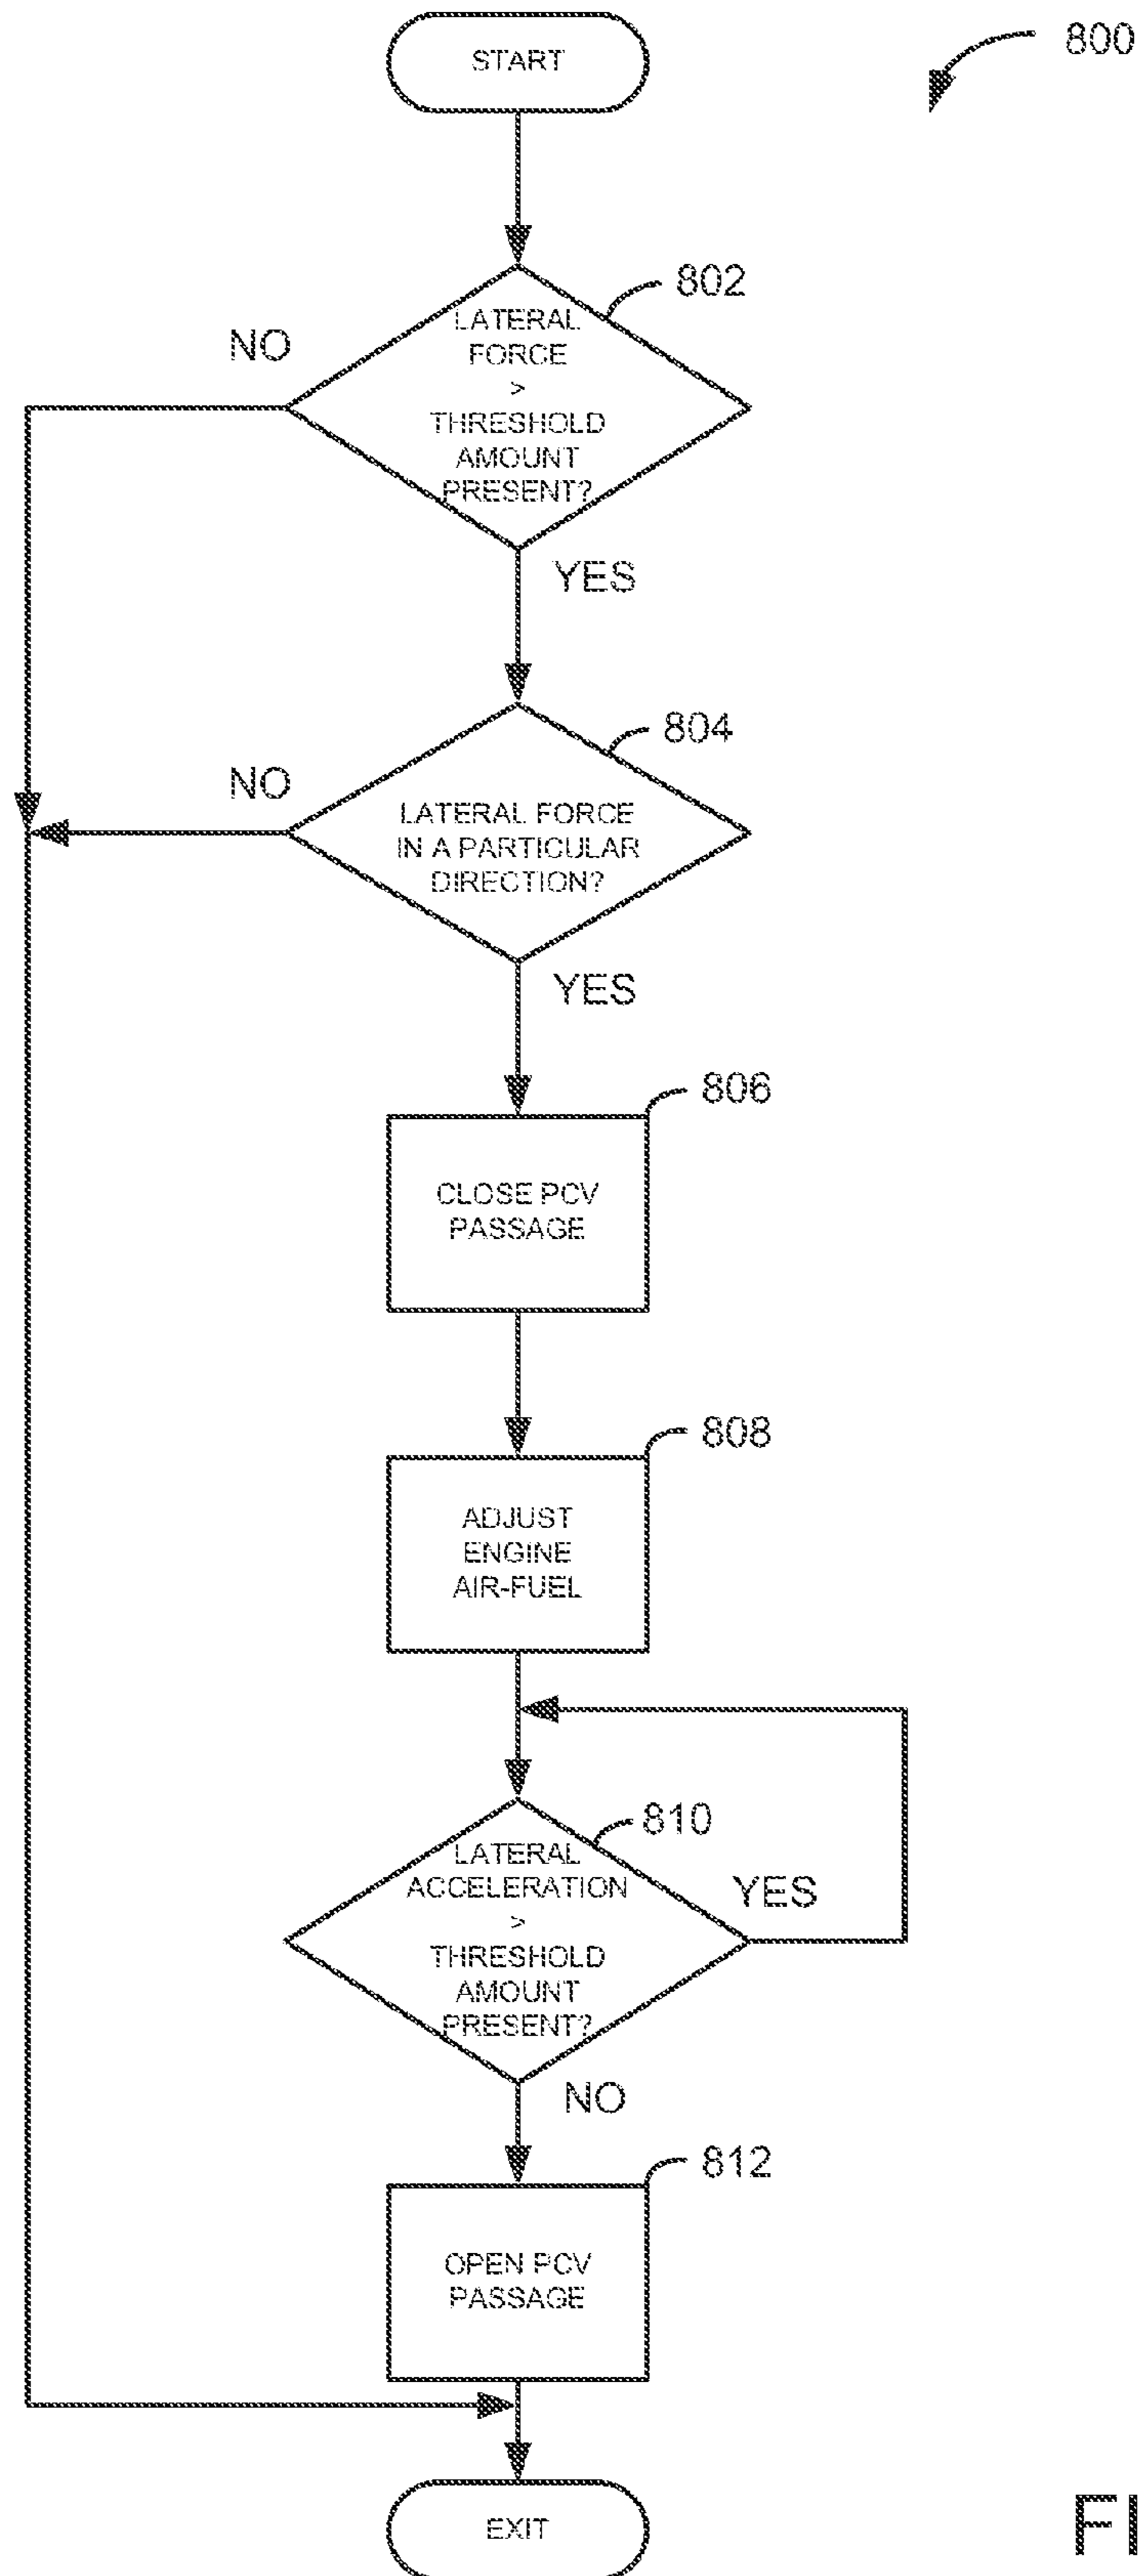 START
800
802
LATERAL
FORCE
>
THRESHOLD
AMOUNT
PRESENT?
NO
YES
804
NO
LATERAL FORCE
IN A PARTICULAR
DIRECTION?
YES
806
CLOSE PCV
PASSAGE
808
ADJUST
ENGINE
AIR-FUEL
810
LATERAL
ACCELERATION
>
THRESHOLD
AMOUNT
PRESENT?
YES
NO
812
OPEN PCV
PASSAGE
EXIT
FI